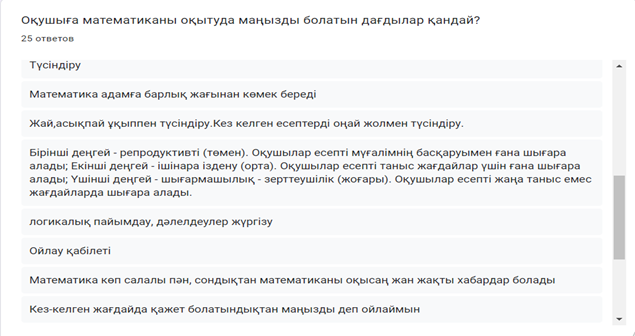 Оқушыға математиканы оқытуда маңызды болатын дағдылар қандай?
25 ответов
Түсіндіру
Математика адамға барлық жағынан көмек береді
Жай,асықпай ұқыппен түсіндіру.Кез келген есептерді оңай жолмен түсіндіру.
Бірінші деңгей - репродуктивті (төмен). Оқушылар есепті мұғалімнің басқаруымен ғана шығара
алады; Екінші деңгей - ішінара іздену (орта). Оқушылар есепті таныс жағдайлар үшін ғана шығара
алады; Үшінші деңгей - шығармашылық - зерттеушілік (жоғары). Оқушылар есепті жаңа таныс емес
жағдайларда шығара алады.
логикалық пайымдау, дәлелдеулер жүргізу
Ойлау қабілеті
Математика көп салалы пән, сондықтан математиканы оқысаң жан жақты хабардар болады
Кез-келген жағдайда қажет болатындықтан маңызды деп ойлаймын